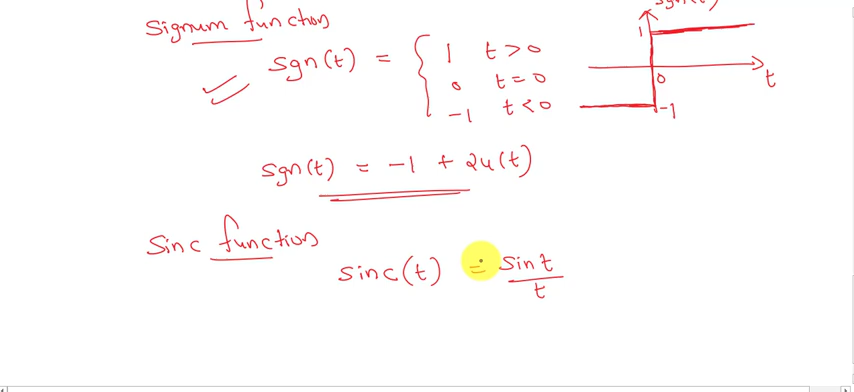 Signum function
sgn(t)
sgn(t) = { 1 t > 0
0 t = 0
-1 t < 0
1
0
t
-1
sgn(t) = -1 + 2u(t)
Sinc function
sinc(t) = sin t / t